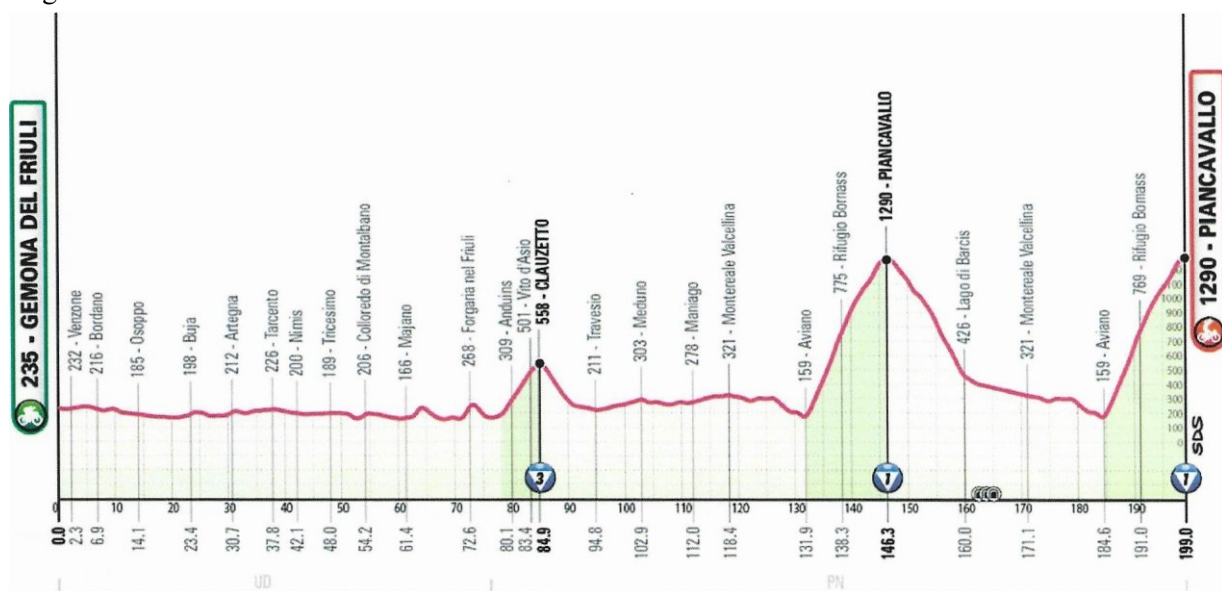 235 - GEMONA DEL FRIULI
232 - Venzone
216 - Bordano
185 - Osoppo
198 - Buja
212 - Artegna
226 - Tarcento
200 - Nimis
189 - Tricesimo
206 - Colloredo di Montalbano
166 - Majano
268 - Forgaria nel Friuli
309 - Anduins
501 - Vito d'Asio
558 - CLAUZETTO
211 - Travesio
303 - Meduno
278 - Maniago
321 - Montereale Valcellina
159 - Aviano
775 - Rifugio Bornass
1290 - PIANCAVALLO
426 - Lago di Barcis
321 - Montereale Valcellina
159 - Aviano
769 - Rifugio Bornass
1290 - PIANCAVALLO
1000
900
800
700
600
500
400
300
200
100
0
SDS
3
1
1
0
10
20
30
40
50
60
70
80
90
100
110
120
130
140
150
160
170
180
190
0.0
2.3
6.9
14.1
23.4
30.7
37.8
42.1
48.0
54.2
61.4
72.6
80.1
83.4
84.9
94.8
102.9
112.0
118.4
131.9
138.3
146.3
160.0
171.1
184.6
191.0
199.0
UD
PN